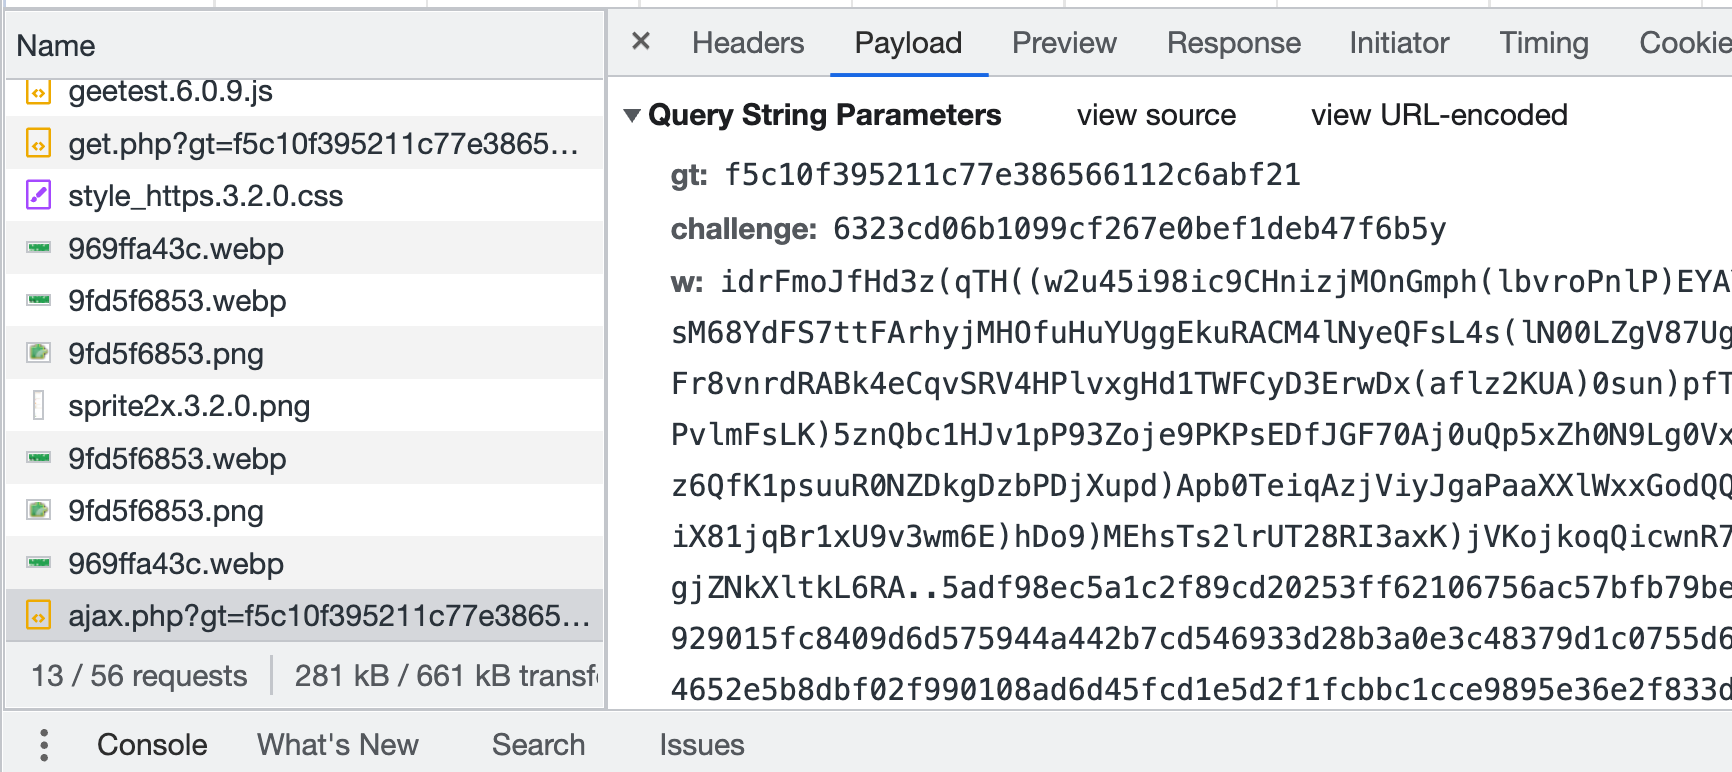 Name
geetest.6.0.9.js
get.php?gt=f5c10f395211c77e3865...
style_https.3.2.0.css
969ffa43c.webp
9fd5f6853.webp
9fd5f6853.png
sprite2x.3.2.0.png
9fd5f6853.webp
9fd5f6853.png
969ffa43c.webp
ajax.php?gt=f5c10f395211c77e3865...
13 / 56 requests 281 kB / 661 kB transf
× Headers Payload Preview Response Initiator Timing Cookie
▼ Query String Parameters view source view URL-encoded
gt: f5c10f395211c77e386566112c6abf21
challenge: 6323cd06b1099cf267e0bef1deb47f6b5y
w: idrFmoJfHd3z(qTH((w2u45i98ic9CHnizjMOnGmph(lbvroPnlP)EYA
sM68YdFS7ttFArhyjMHOfuHuYUggEkuRACM4lNyeQFsL4s(lN00LZgV87Ug
Fr8vnrdRABk4eCqvSRV4HPlvxgHd1TWFCyD3ErwDx(aflz2KUA)0sun)pfT
PvlmFsLK)5znQbc1HJv1pP93Zoje9PKPsEDfJGF70Aj0uQp5xZh0N9Lg0Vx
z6QfK1psuuR0NZDkgDzbPDjXupd)Apb0TeiqAzjViyJgaPaaXXlWxxGodQQ
iX81jqBr1xU9v3wm6E)hDo9)MEhsTs2lrUT28RI3axK)jVKojkoqQicwnR7
gjZNkXltkL6RA..5adf98ec5a1c2f89cd20253ff62106756ac57bfb79be
929015fc8409d6d575944a442b7cd546933d28b3a0e3c48379d1c0755d6
4652e5b8dbf02f990108ad6d45fcd1e5d2f1fcbbc1cce9895e36e2f833d
Console What's New Search Issues